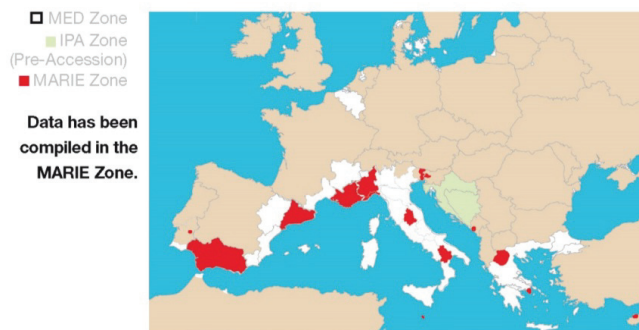 MED Zone
IPA Zone
(Pre-Accession)
MARIE Zone
Data has been
compiled in the
MARIE Zone.